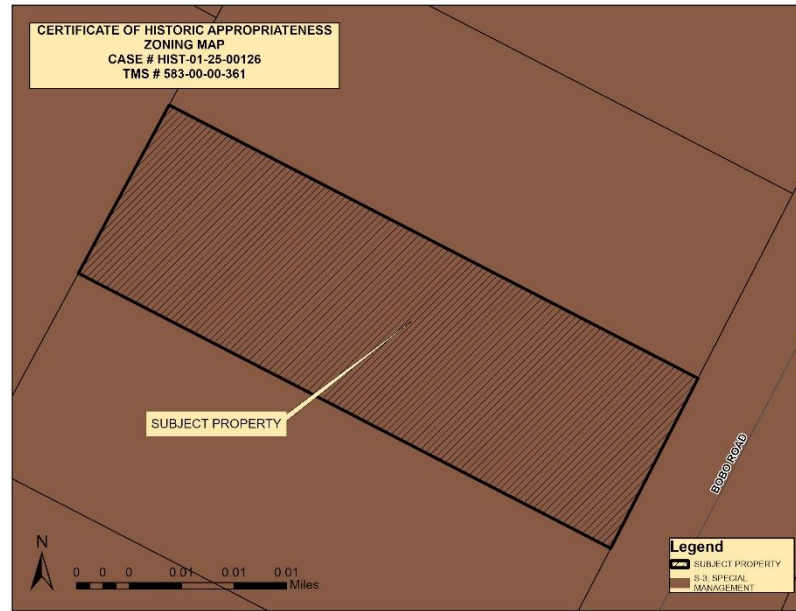 CERTIFICATE OF HISTORIC APPROPRIATENESS
ZONING MAP
CASE # HIST-01-25-00126
TMS # 583-00-00-361
SUBJECT PROPERTY
BOBO ROAD
N
0 0 0 0.01 0.01 0.01
Miles
Legend
SUBJECT PROPERTY
S-3: SPECIAL
MANAGEMENT